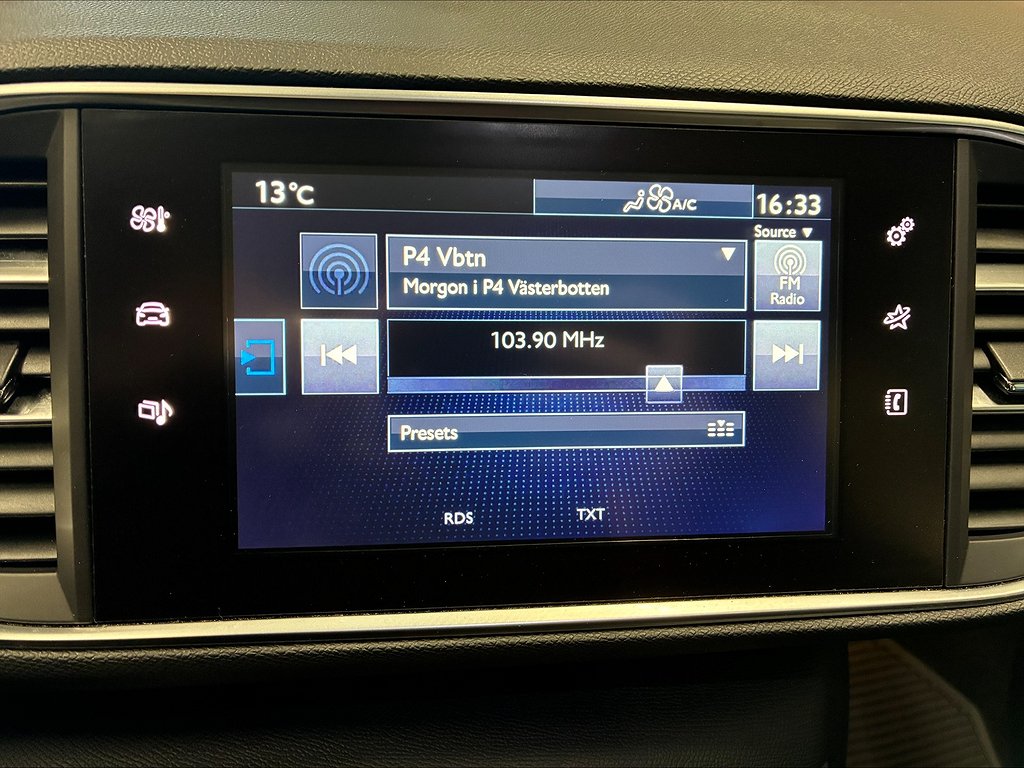 13°C
A/C
16:33
Source ▼
P4 Vbtn
Morgon i P4 Västerbotten
FM
Radio
103.90 MHz
Presets
RDS
TXT